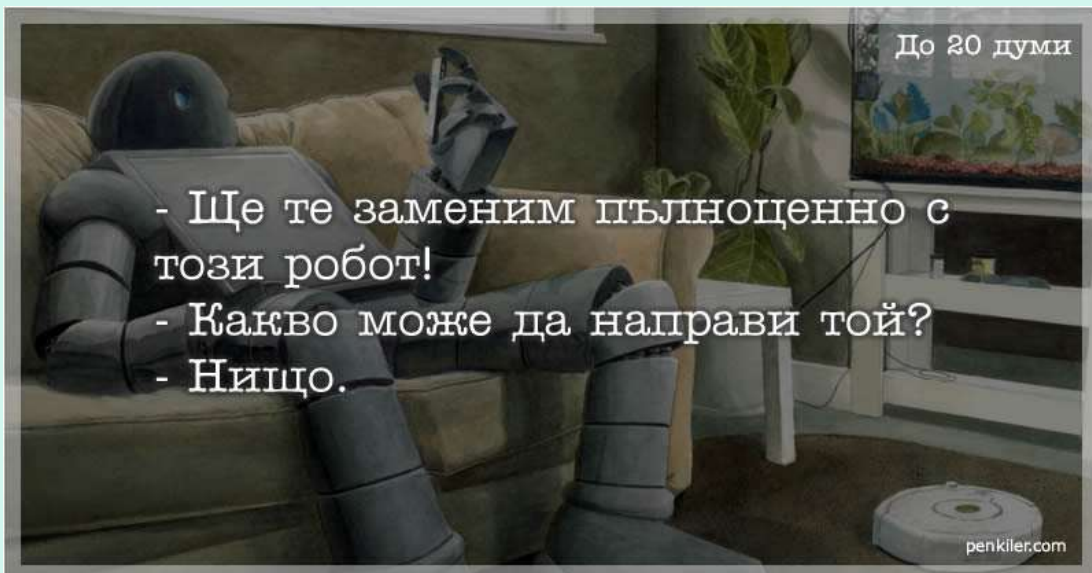 До 20 думи
- Ще те заменим пълноценно с
този робот!
- Какво може да направи той?
- Нищо.
penkiler.com